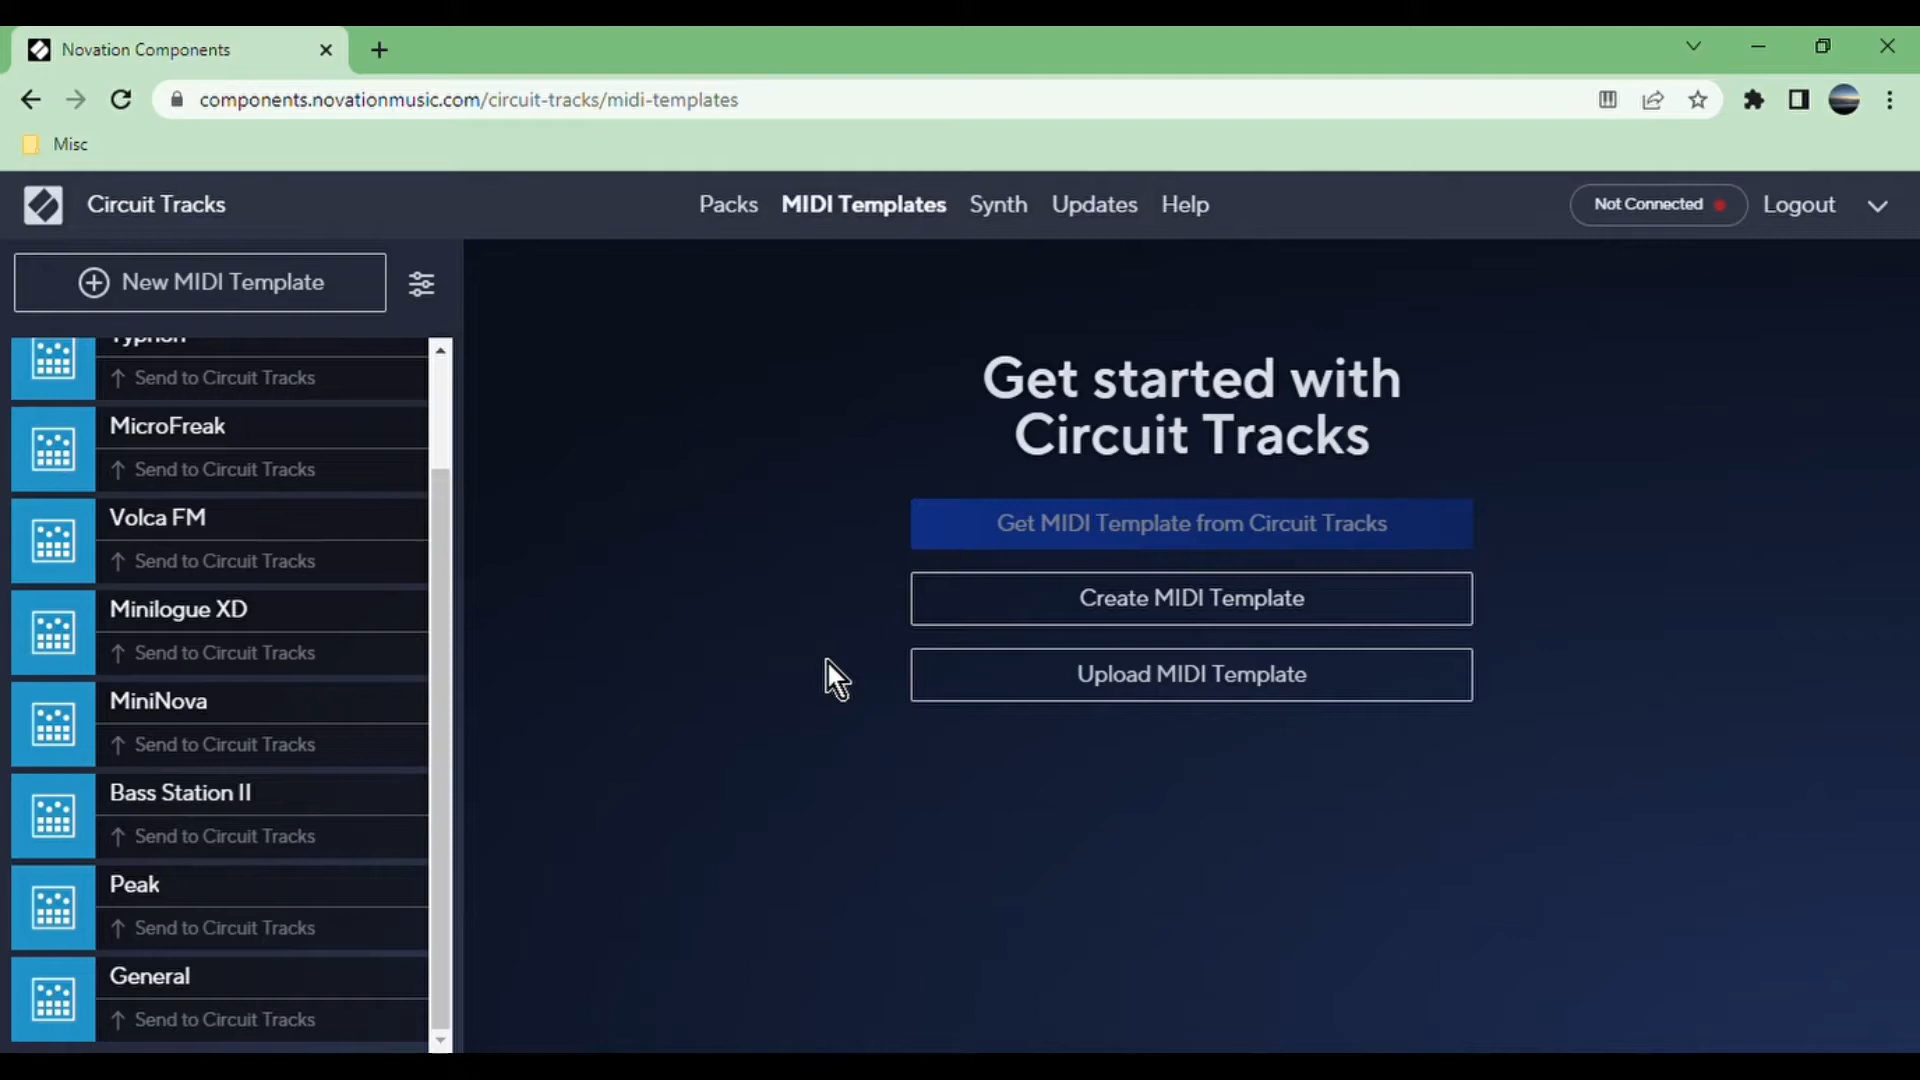 Novation Components
components.novationmusic.com/circuit-tracks/midi-templates
Misc
Circuit Tracks
Packs MIDI Templates Synth Updates Help
Not Connected
Logout
New MIDI Template
Typhon
Send to Circuit Tracks
MicroFreak
Send to Circuit Tracks
Volca FM
Send to Circuit Tracks
Minilogue XD
Send to Circuit Tracks
MiniNova
Send to Circuit Tracks
Bass Station II
Send to Circuit Tracks
Peak
Send to Circuit Tracks
General
Send to Circuit Tracks
Get started with
Circuit Tracks
Get MIDI Template from Circuit Tracks
Create MIDI Template
Upload MIDI Template